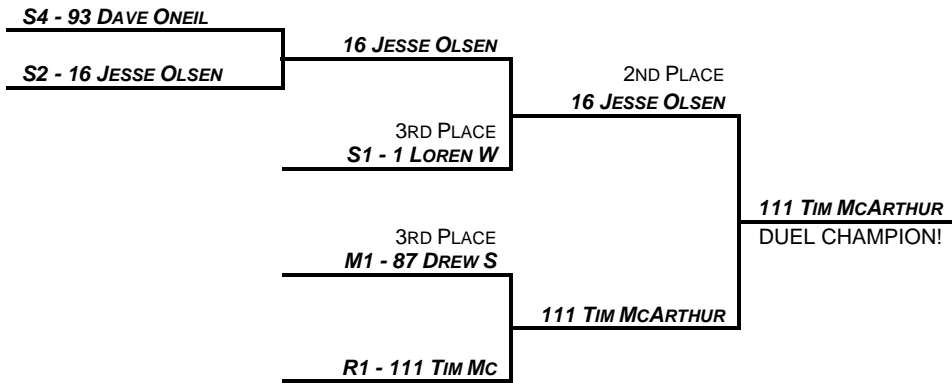 S4 - 93 DAVE ONEIL
16 JESSE OLSEN
S2 - 16 JESSE OLSEN
2ND PLACE
16 JESSE OLSEN
3RD PLACE
S1 - 1 LOREN W
111 TIM MCARTHUR
DUEL CHAMPION!
3RD PLACE
M1 - 87 DREW S
111 TIM MCARTHUR
R1 - 111 TIM MC